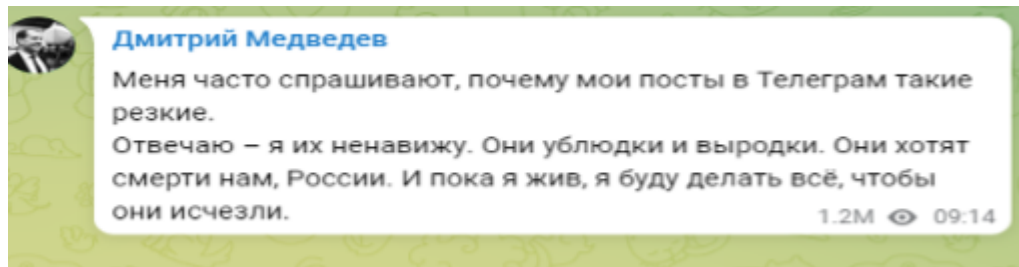 Дмитрий Медведев
Меня часто спрашивают, почему мои посты в Телеграм такие
резкие.
Отвечаю – я их ненавижу. Они ублюдки и выродки. Они хотят
смерти нам, России. И пока я жив, я буду делать всё, чтобы
они исчезли.
1.2M 09:14